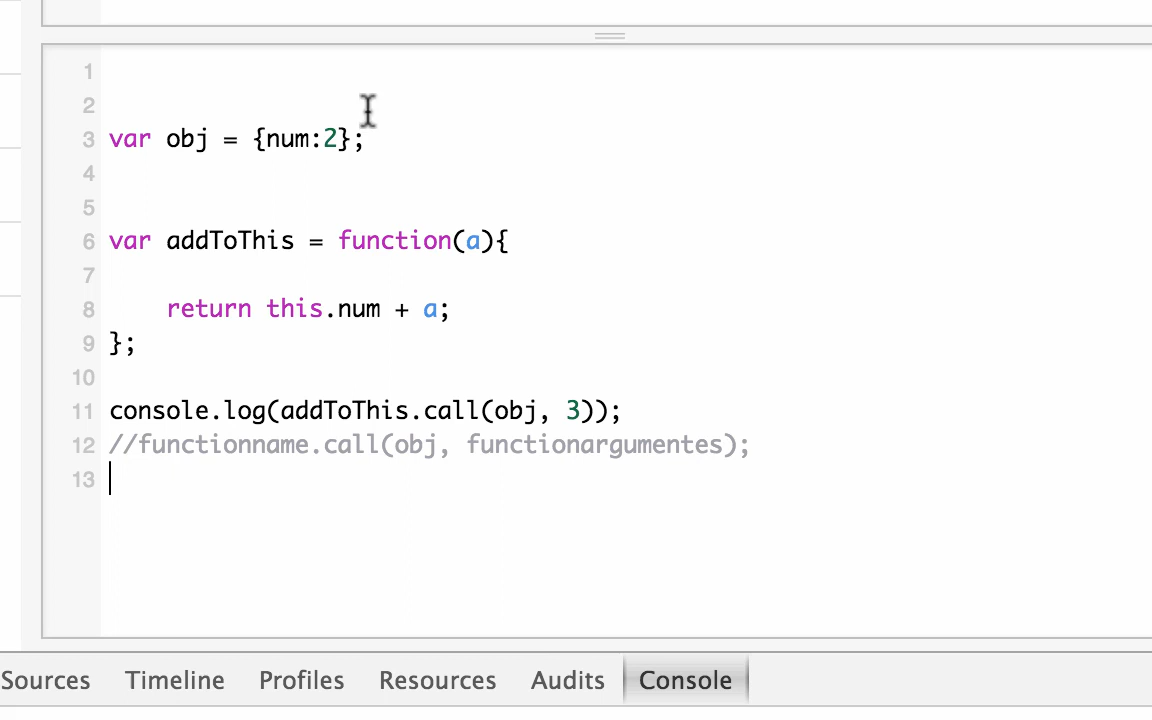 1
2
3 var obj = {num:2};
4
5
6 var addToThis = function(a){
7
8 return this.num + a;
9 };
10
11 console.log(addToThis.call(obj, 3));
12 //functionname.call(obj, functionargumentes);
13
Sources Timeline Profiles Resources Audits Console